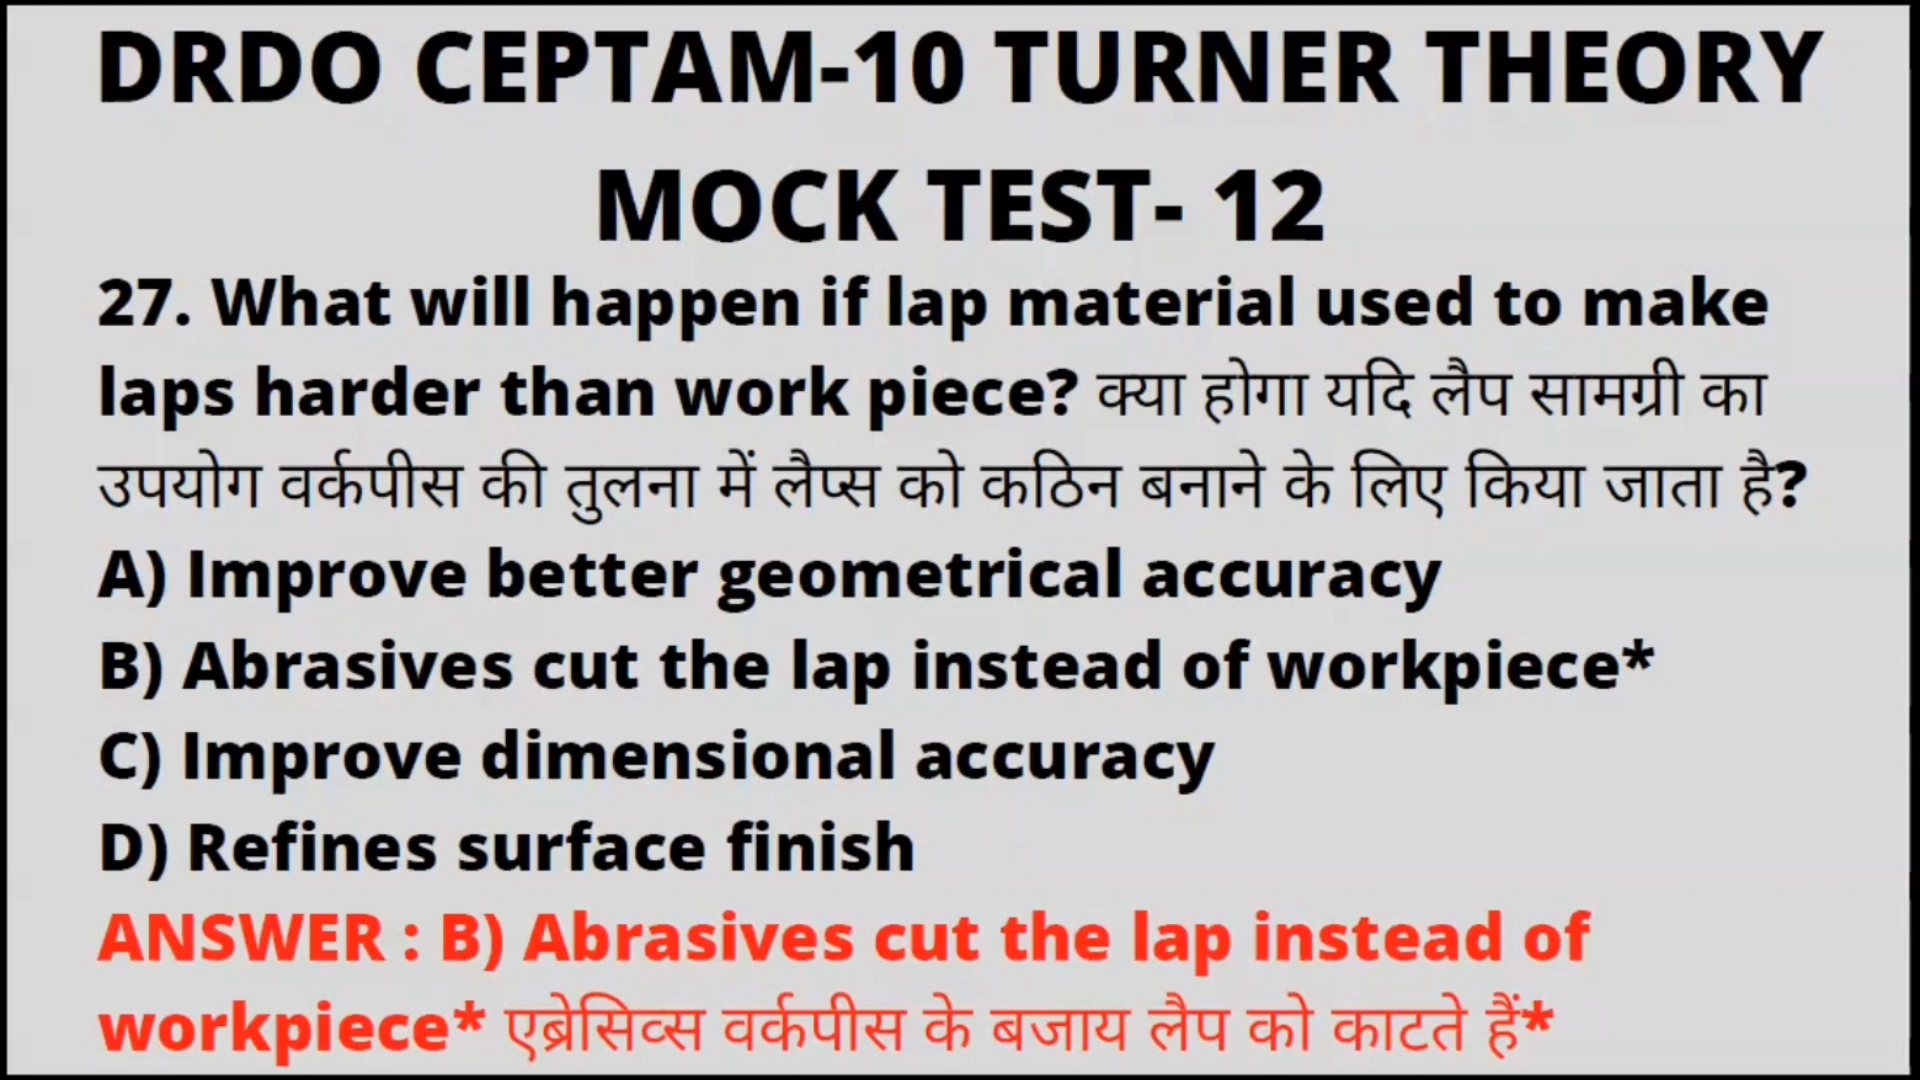 DRDO CEPTAM-10 TURNER THEORY
MOCK TEST- 12
27. What will happen if lap material used to make
laps harder than work piece? क्या होगा यदि लैप सामग्री का
उपयोग वर्कपीस की तुलना में लैप्स को कठिन बनाने के लिए किया जाता है?
A) Improve better geometrical accuracy
B) Abrasives cut the lap instead of workpiece*
C) Improve dimensional accuracy
D) Refines surface finish
ANSWER : B) Abrasives cut the lap instead of
workpiece* एब्रेसिव्स वर्कपीस के बजाय लैप को काटते हैं*